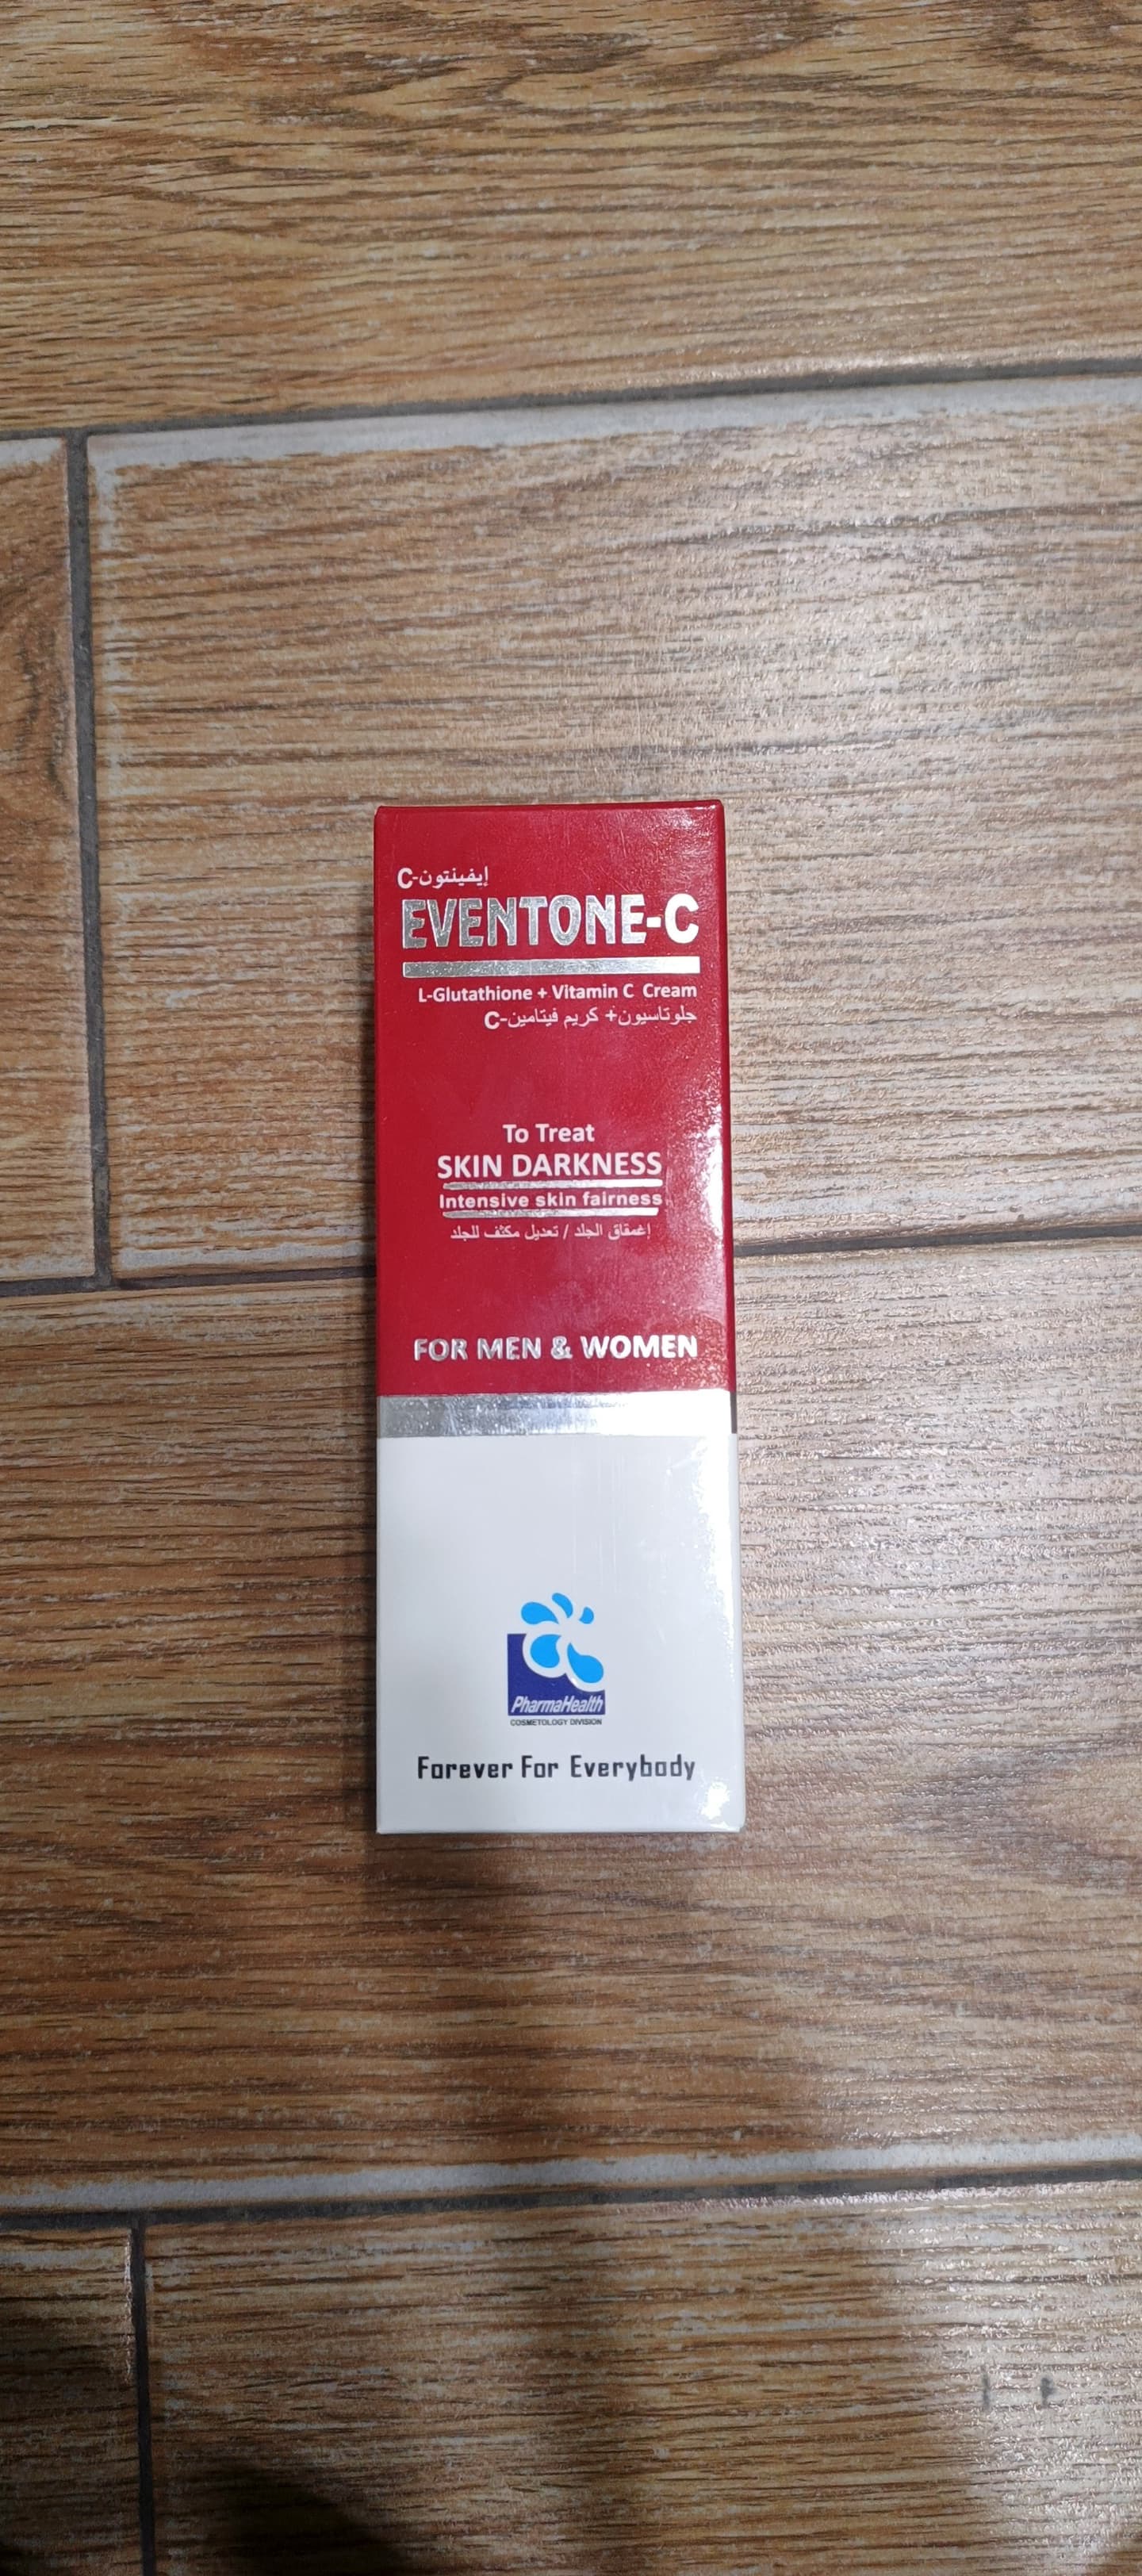 إيفينتون-C
EVENTONE-C
L-Glutathione + Vitamin C Cream
جلوتاسيون+ كريم فيتامين-C
To Treat
SKIN DARKNESS
Intensive skin fairness
إغمقاق الجلد / تعديل مكثف للجلد
FOR MEN & WOMEN
PharmaHealth
COSMETOLOGY DIVISION
Forever For Everybody